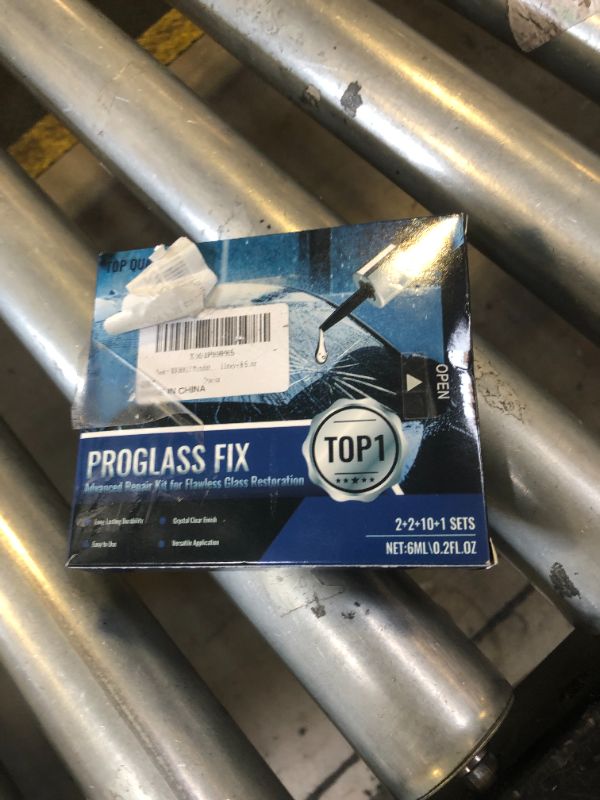 TOP QU
IN CHINA
OPEN
TOP1
PROGLASS FIX
Advanced Repair Kit for Flawless Glass Restoration
Long-Lasting Durability
Crystal Clear Finish
Easy to Use
Versatile Application
2+2+10+1 SETS
NET:6ML\0.2FL.OZ